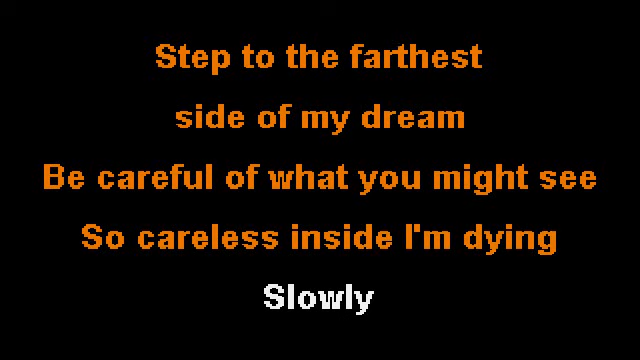 Step to the farthest
side of my dream
Be careful of what you might see
So careless inside I'm dying
Slowly